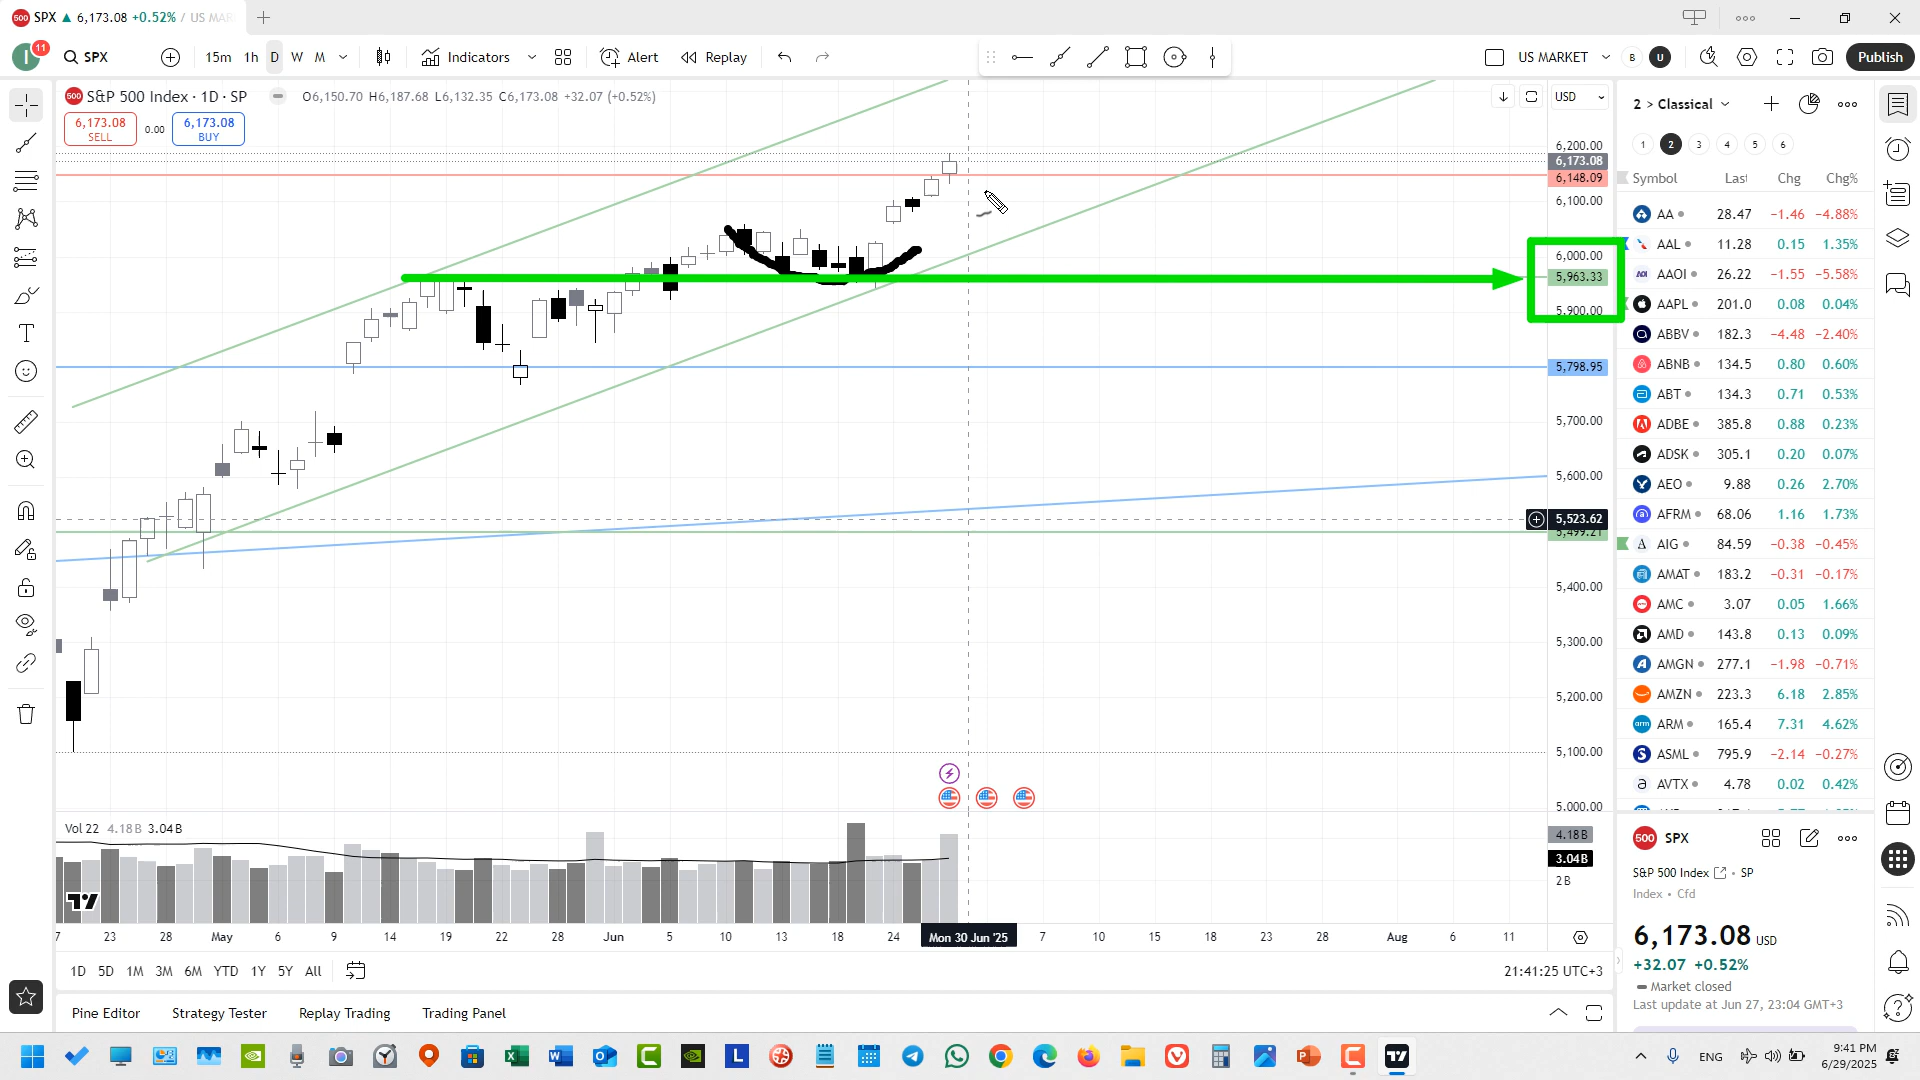 500 SPX ▲ 6,173.08 +0.52% / US MAR
I 11 SPX 15m 1h D W M Indicators Alert Replay US MARKET B U Publish
500 S&P 500 Index · 1D · SP O6,150.70 H6,187.68 L6,132.35 C6,173.08 +32.07 (+0.52%)
6,173.08 SELL 0.00 6,173.08 BUY
USD
6,200.00
6,173.08
6,148.09
6,100.00
6,000.00
5,963.33
5,900.00
5,798.95
5,700.00
5,600.00
5,523.62
5,499.21
5,400.00
5,300.00
5,200.00
5,100.00
5,000.00
Vol 22 4.18B 3.04B
4.18B
3.04B
2B
7 23 28 May 6 9 14 19 22 28 Jun 5 10 13 18 24 Mon 30 Jun '25 7 10 15 18 23 28 Aug 6 11
1D 5D 1M 3M 6M YTD 1Y 5Y All 21:41:25 UTC+3
Pine Editor Strategy Tester Replay Trading Trading Panel
2 > Classical
1 2 3 4 5 6
Symbol Last Chg Chg%
AA 28.47 −1.46 −4.88%
AAL 11.28 0.15 1.35%
AAOI 26.22 −1.55 −5.58%
AAPL 201.0 0.08 0.04%
ABBV 182.3 −4.48 −2.40%
ABNB 134.5 0.80 0.60%
ABT 134.3 0.71 0.53%
ADBE 385.8 0.88 0.23%
ADSK 305.1 0.20 0.07%
AEO 9.88 0.26 2.70%
AFRM 68.06 1.16 1.73%
AIG 84.59 −0.38 −0.45%
AMAT 183.2 −0.31 −0.17%
AMC 3.07 0.05 1.66%
AMD 143.8 0.13 0.09%
AMGN 277.1 −1.98 −0.71%
AMZN 223.3 6.18 2.85%
ARM 165.4 7.31 4.62%
ASML 795.9 −2.14 −0.27%
AVTX 4.78 0.02 0.42%
500 SPX
S&P 500 Index • SP
Index • Cfd
6,173.08 USD
+32.07 +0.52%
Market closed
Last update at Jun 27, 23:04 GMT+3
ENG 9:41 PM
6/29/2025